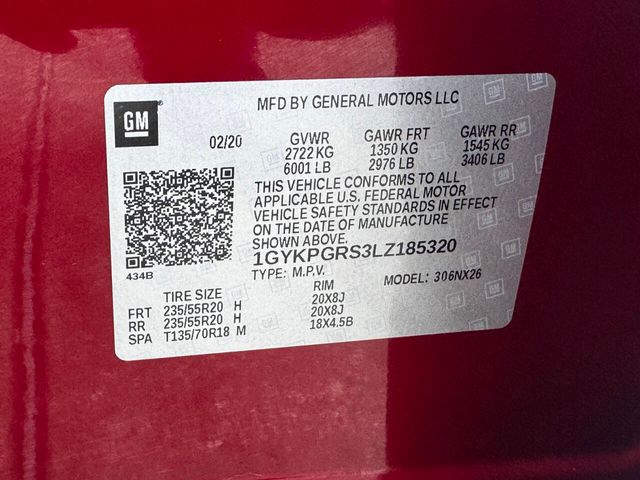 GM
MFD BY GENERAL MOTORS LLC
02/20 GVWR GAWR FRT GAWR RR
2722 KG 1350 KG 1545 KG
6001 LB 2976 LB 3406 LB
THIS VEHICLE CONFORMS TO ALL
APPLICABLE U.S. FEDERAL MOTOR
VEHICLE SAFETY STANDARDS IN EFFECT
ON THE DATE OF MANUFACTURE
SHOWN ABOVE.
1GYKPGRS3LZ185320
434B
TYPE: M.P.V. MODEL: 306NX26
TIRE SIZE RIM
FRT 235/55R20 H 20X8J
RR 235/55R20 H 20X8J
SPA T135/70R18 M 18X4.5B